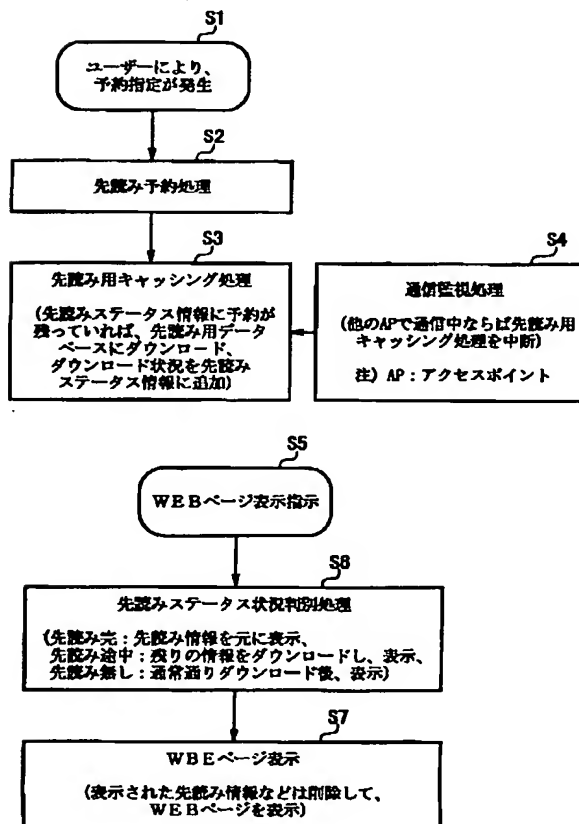 S1
ユーザーにより、
予約指定が発生
S2
先読み予約処理
S3
先読み用キャッシング処理
(先読みステータス情報に予約が
残っていれば、先読み用データ
ベースにダウンロード、
ダウンロード状況を先読み
ステータス情報に追加)
S4
通信監視処理
(他のAPで通信中ならば先読み用
キャッシング処理を中断)
注) AP:アクセスポイント
S5
WEBページ表示指示
S8
先読みステータス状況判別処理
(先読み完:先読み情報を元に表示、
先読み途中:残りの情報をダウンロードし、表示、
先読み無し:通常通りダウンロード後、表示)
S7
WBEページ表示
(表示された先読み情報などは削除して、
WEBページを表示)